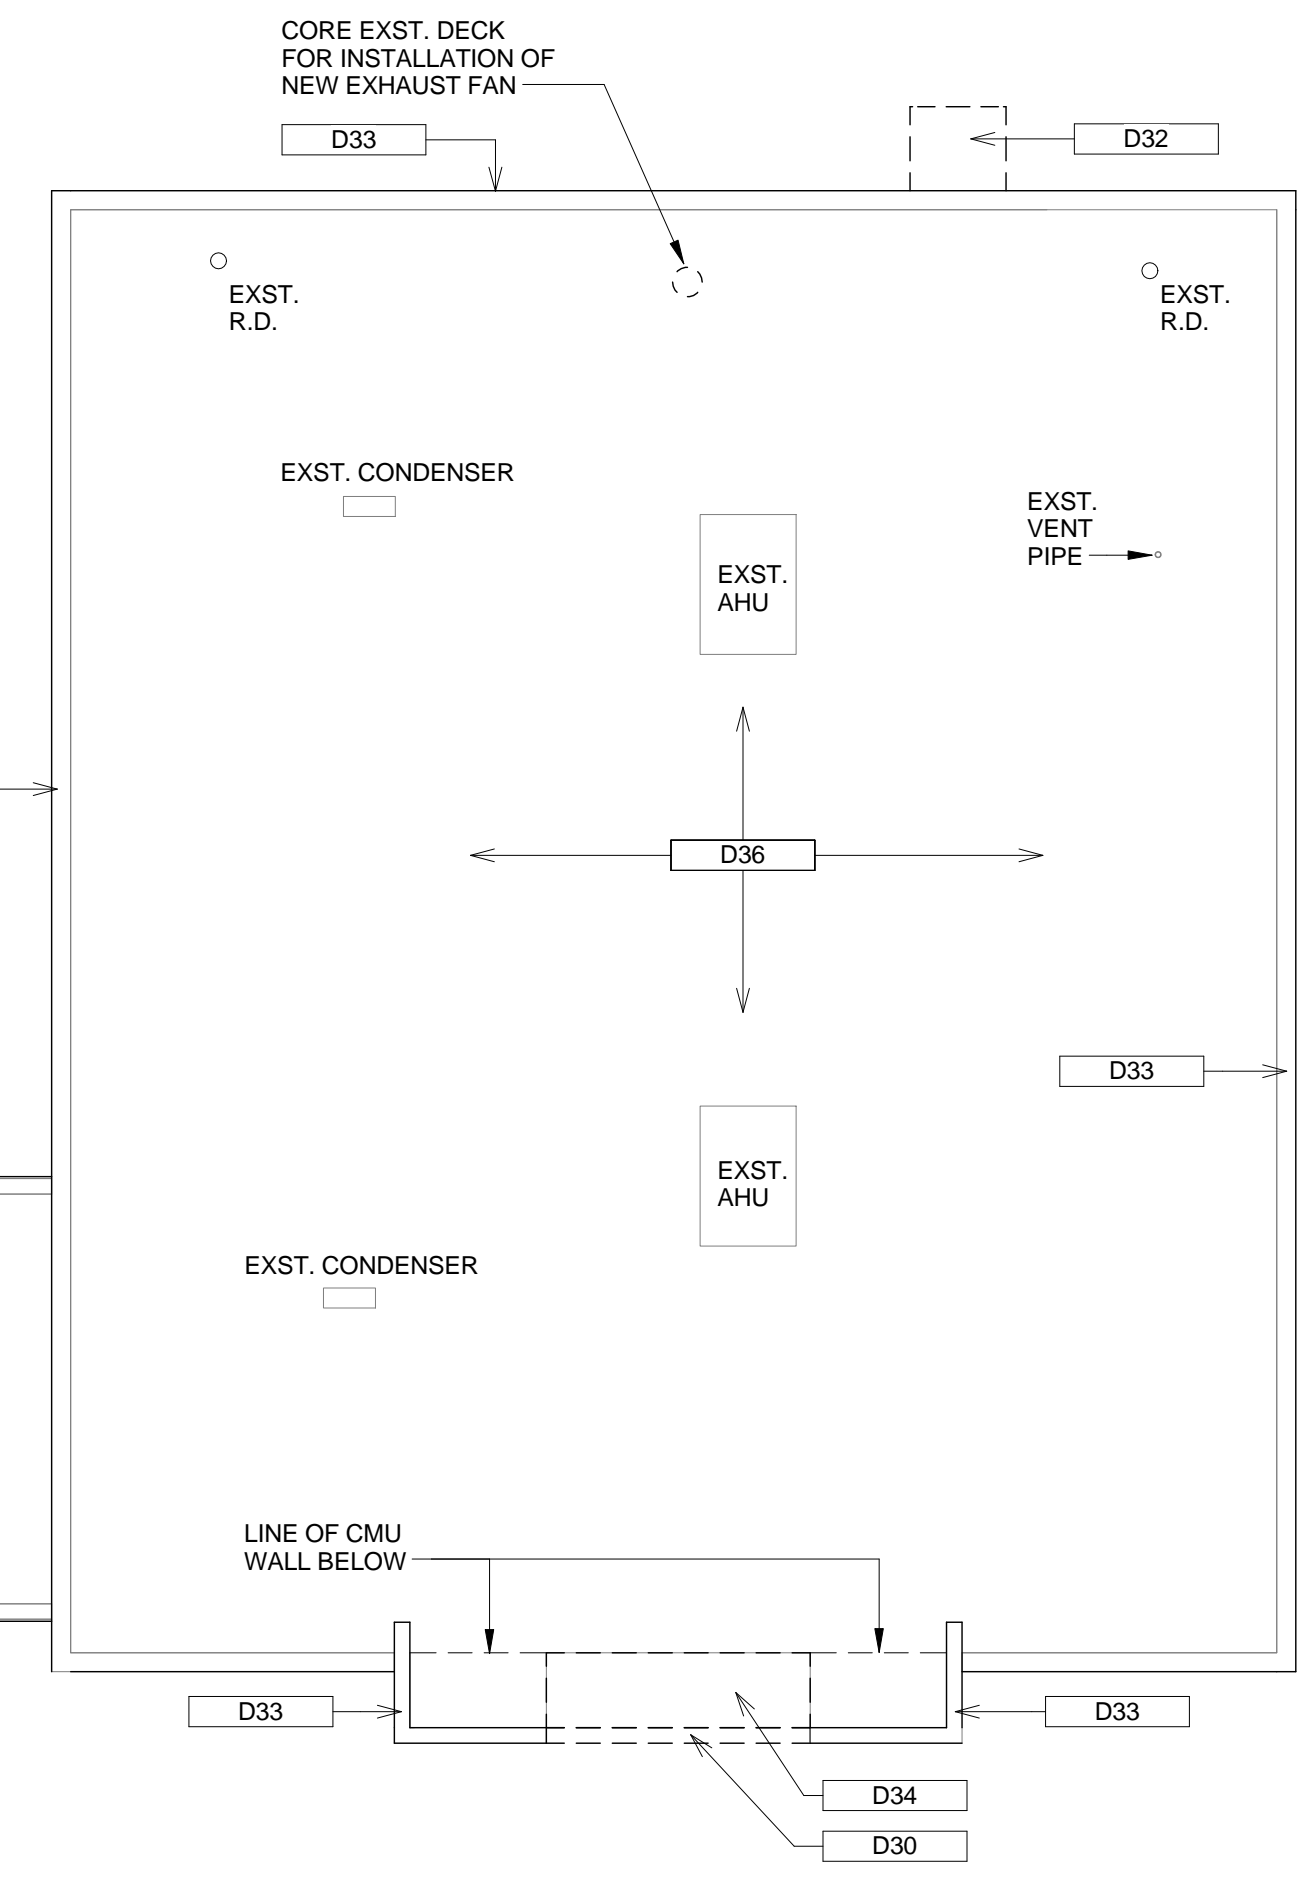 CORE EXST. DECK
FOR INSTALLATION OF
NEW EXHAUST FAN
D33
D32
EXST.
R.D.
EXST.
R.D.
EXST. CONDENSER
EXST.
VENT
PIPE
EXST.
AHU
D36
D33
EXST.
AHU
EXST. CONDENSER
LINE OF CMU
WALL BELOW
D33
D33
D34
D30